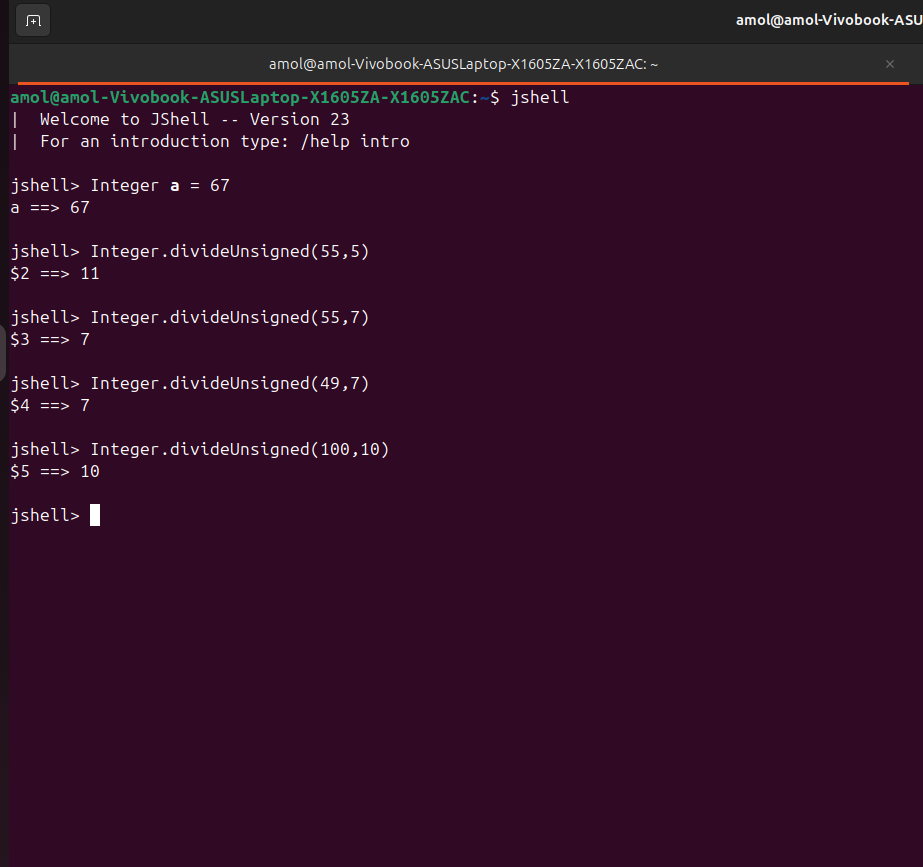 amol@amol-Vivobook-ASU
amol@amol-Vivobook-ASUSLaptop-X1605ZA-X1605ZAC: ~
amol@amol-Vivobook-ASUSLaptop-X1605ZA-X1605ZAC:~$ jshell
|  Welcome to JShell -- Version 23
|  For an introduction type: /help intro
jshell> Integer a = 67
a ==> 67
jshell> Integer.divideUnsigned(55,5)
$2 ==> 11
jshell> Integer.divideUnsigned(55,7)
$3 ==> 7
jshell> Integer.divideUnsigned(49,7)
$4 ==> 7
jshell> Integer.divideUnsigned(100,10)
$5 ==> 10
jshell>